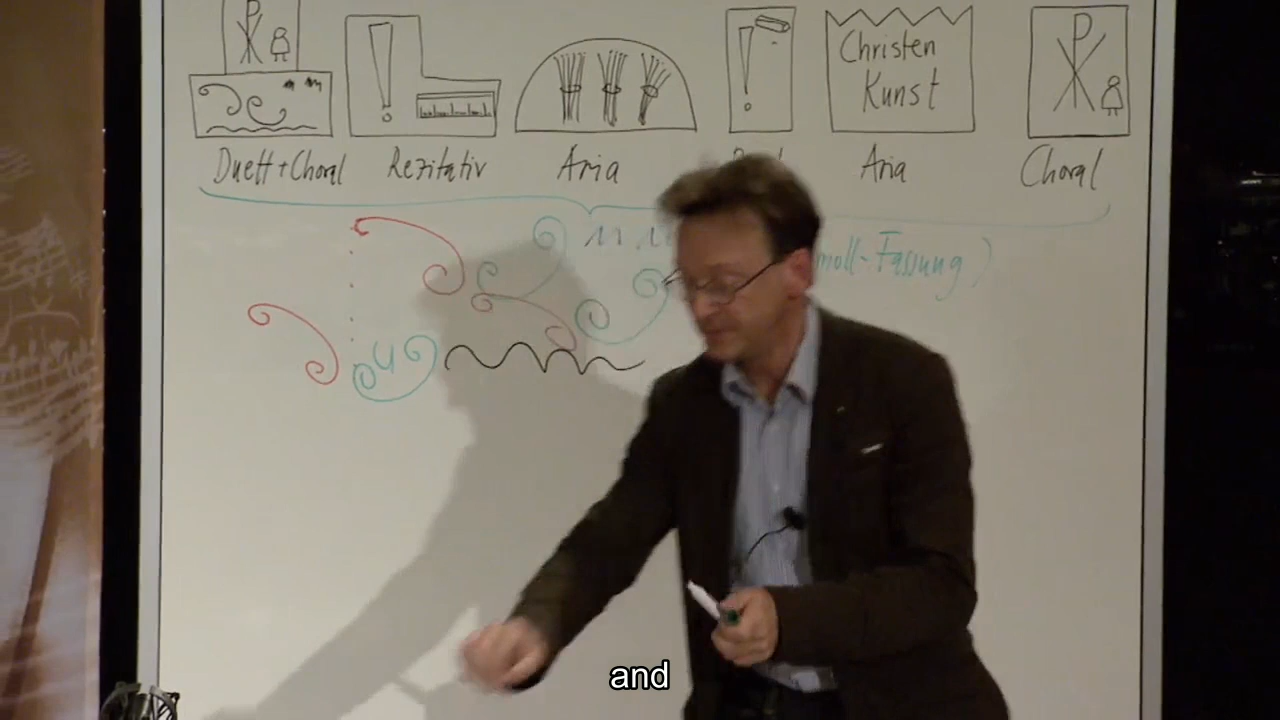 Christen
Kunst
Duett + Choral Rezitativ Aria Aria Choral
moll-Fassung)
and